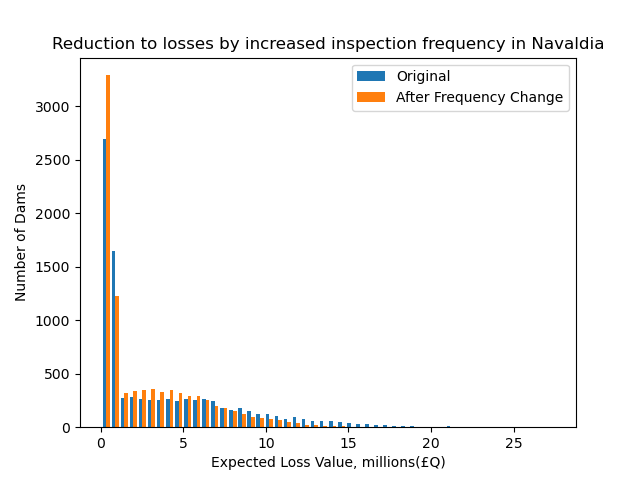 Reduction to losses by increased inspection frequency in Navaldia
Original
After Frequency Change
Number of Dams
3000
2500
2000
1500
1000
500
0
0 5 10 15 20 25
Expected Loss Value, millions(£Q)